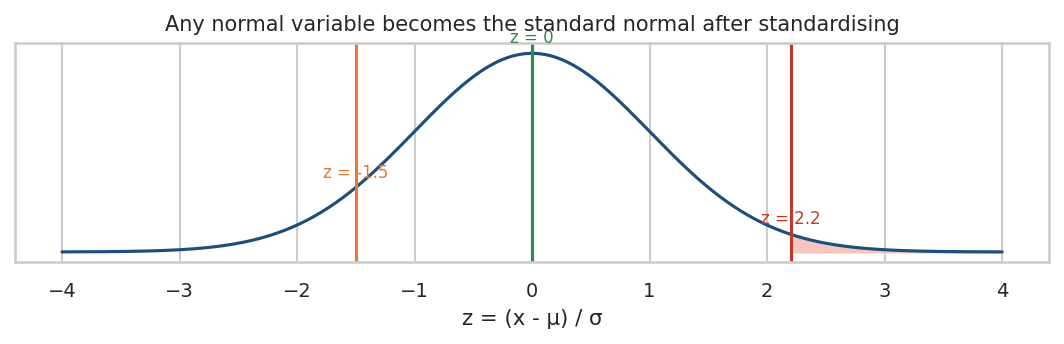 Any normal variable becomes the standard normal after standardising
z = 0
z = -1.5
z = 2.2
−4 −3 −2 −1 0 1 2 3 4
z = (x - μ) / σ